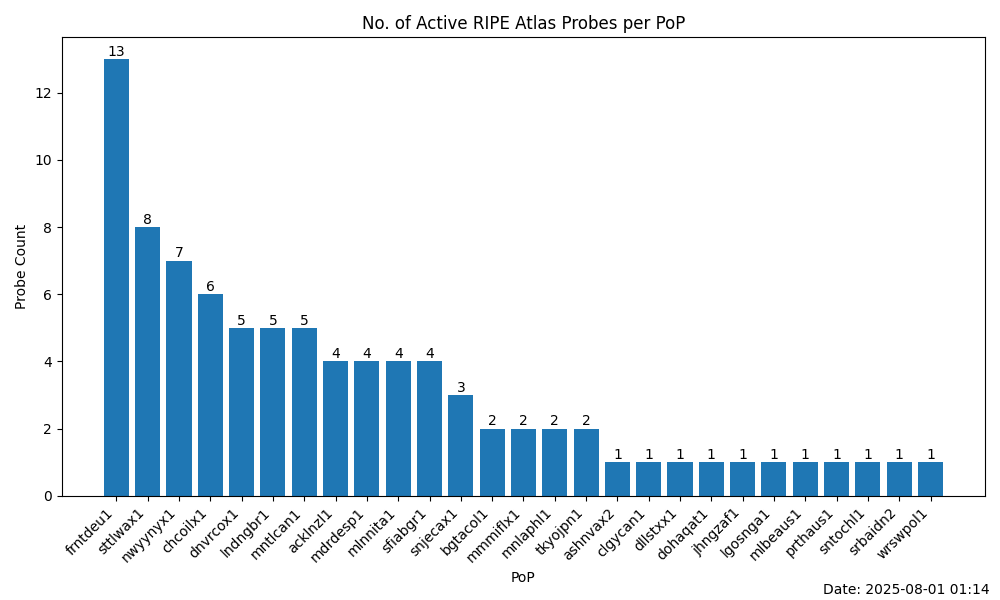 No. of Active RIPE Atlas Probes per PoP
13
8
7
6
5
5
5
4
4
4
4
3
2
2
2
2
1
1
1
1
1
1
1
1
1
1
1
12
10
8
6
4
2
0
Probe Count
frntdeu1
sttlwax1
nwyynyx1
chcoilx1
dnvrcox1
lndngbr1
mntlcan1
acklnzl1
mdrdesp1
mlnnita1
sfiabgr1
snjecax1
bgtacol1
mmmiflx1
mnlaphl1
tkyojpn1
ashnvax2
clgycan1
dllstxx1
dohaqat1
jhngzaf1
lgosnga1
mlbeaus1
prthaus1
sntochl1
srbaidn2
wrswpol1
PoP
Date: 2025-08-01 01:14